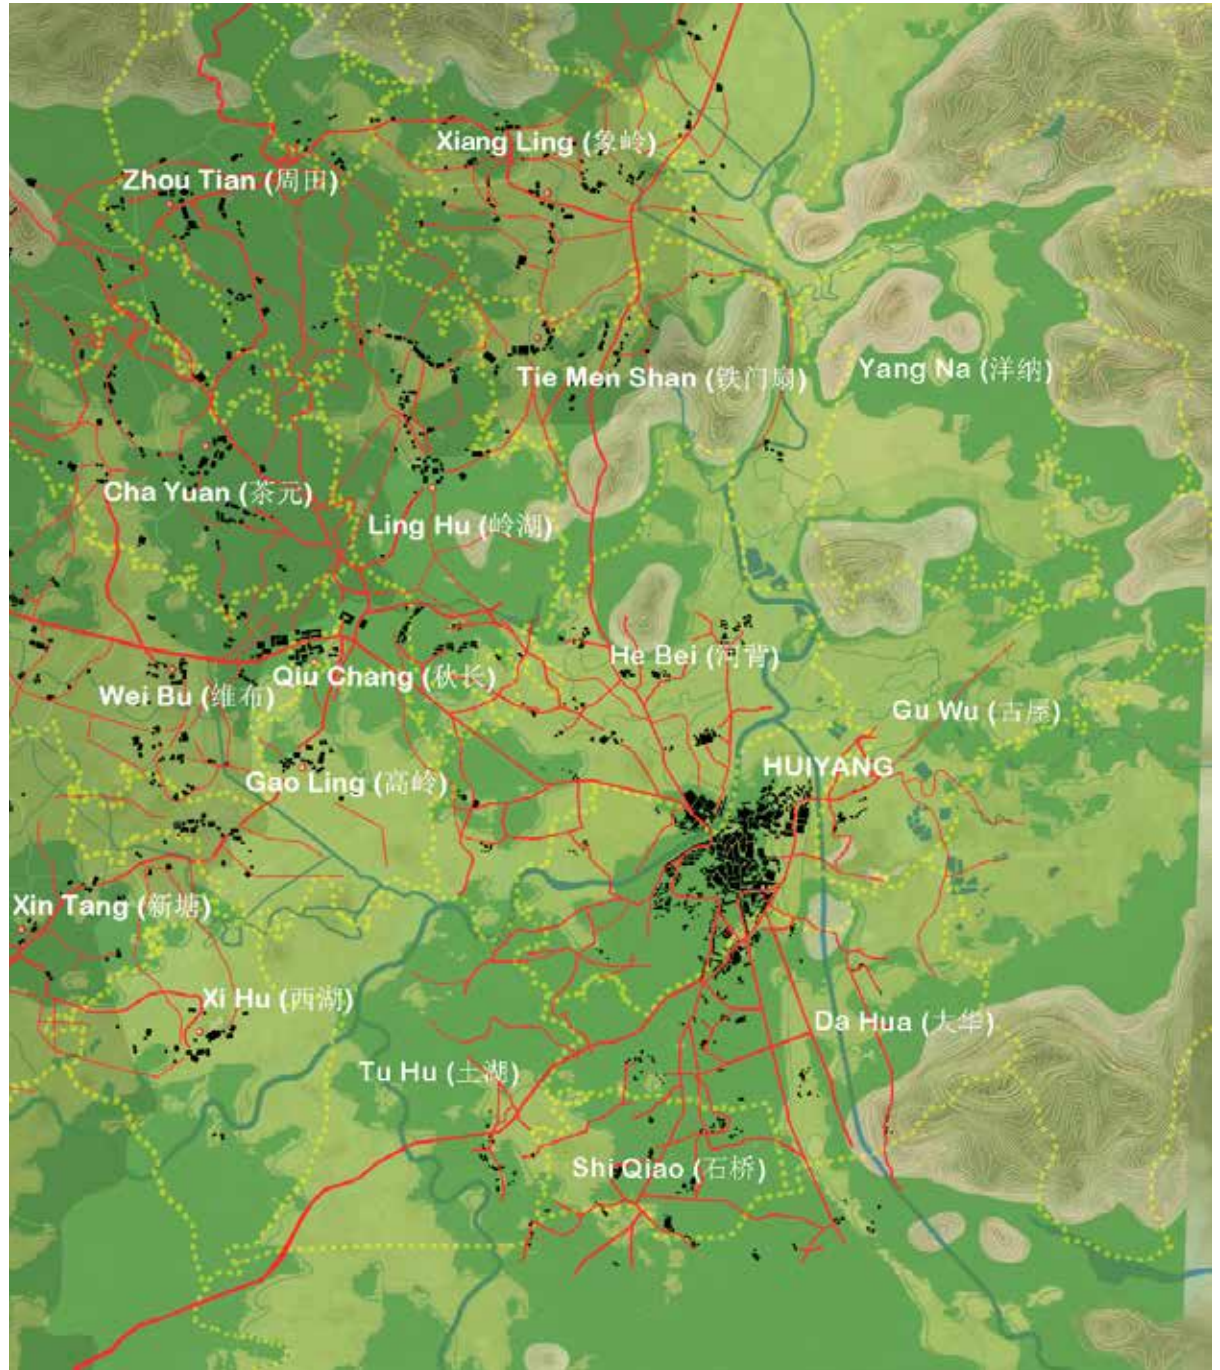 Xiang Ling (象岭)
Zhou Tian (周田)
Yang Na (洋纳)
Tie Men Shan (铁门扇)
Cha Yuan (茶元)
Ling Hu (岭湖)
He Bei (河背)
Qiu Chang (秋长)
Wei Bu (维布)
Gu Wu (古屋)
HUIYANG
Gao Ling (高岭)
Xin Tang (新塘)
Xi Hu (西湖)
Da Hua (大华)
Tu Hu (土湖)
Shi Qiao (石桥)